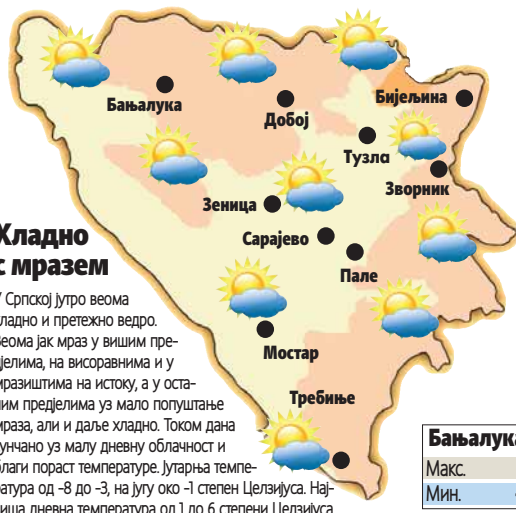 Бањалука
Добој
Бијељина
Тузла
Зворник
Зеница
Сарајево
Пале
Мостар
Требиње
Хладно
с мразем
У Српској јутро веома
хладно и претежно ведро.
Веома јак мраз у вишим пре-
дјелима, на висоравнима и у
мразиштима на истоку, а у оста-
лим предјелима уз мало попуштање
мраза, али и даље хладно. Током дана
сунчано уз малу дневну облачност и
благи пораст температуре. Јутарња темпе-
ратура од -8 до -3, на југу око -1 степен Целзијуса. Нај-
виша дневна температура од 1 до 6 степени Целзијуса
Бањалука
Макс.
Мин.